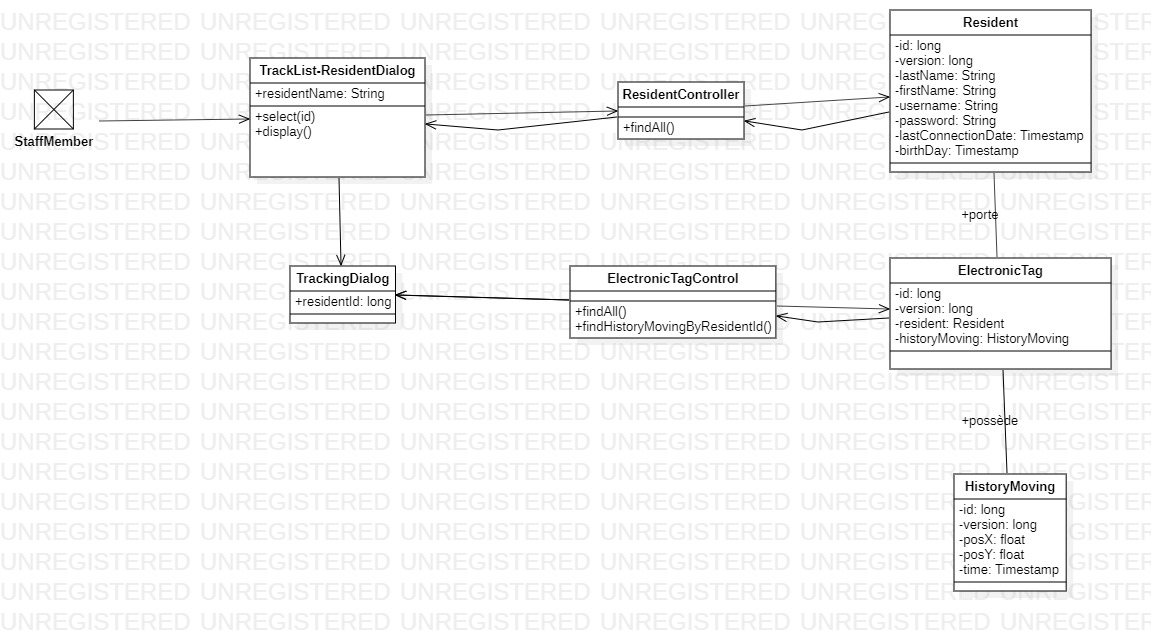 StaffMember
TrackList-ResidentDialog
+residentName: String
+select(id)
+display()
ResidentController
+findAll()
Resident
-id: long
-version: long
-lastName: String
-firstName: String
-username: String
-password: String
-lastConnectionDate: Timestamp
-birthDay: Timestamp
+porte
TrackingDialog
+residentId: long
ElectronicTagControl
+findAll()
+findHistoryMovingByResidentId()
ElectronicTag
-id: long
-version: long
-resident: Resident
-historyMoving: HistoryMoving
+possède
HistoryMoving
-id: long
-version: long
-posX: float
-posY: float
-time: Timestamp
UNREGISTERED